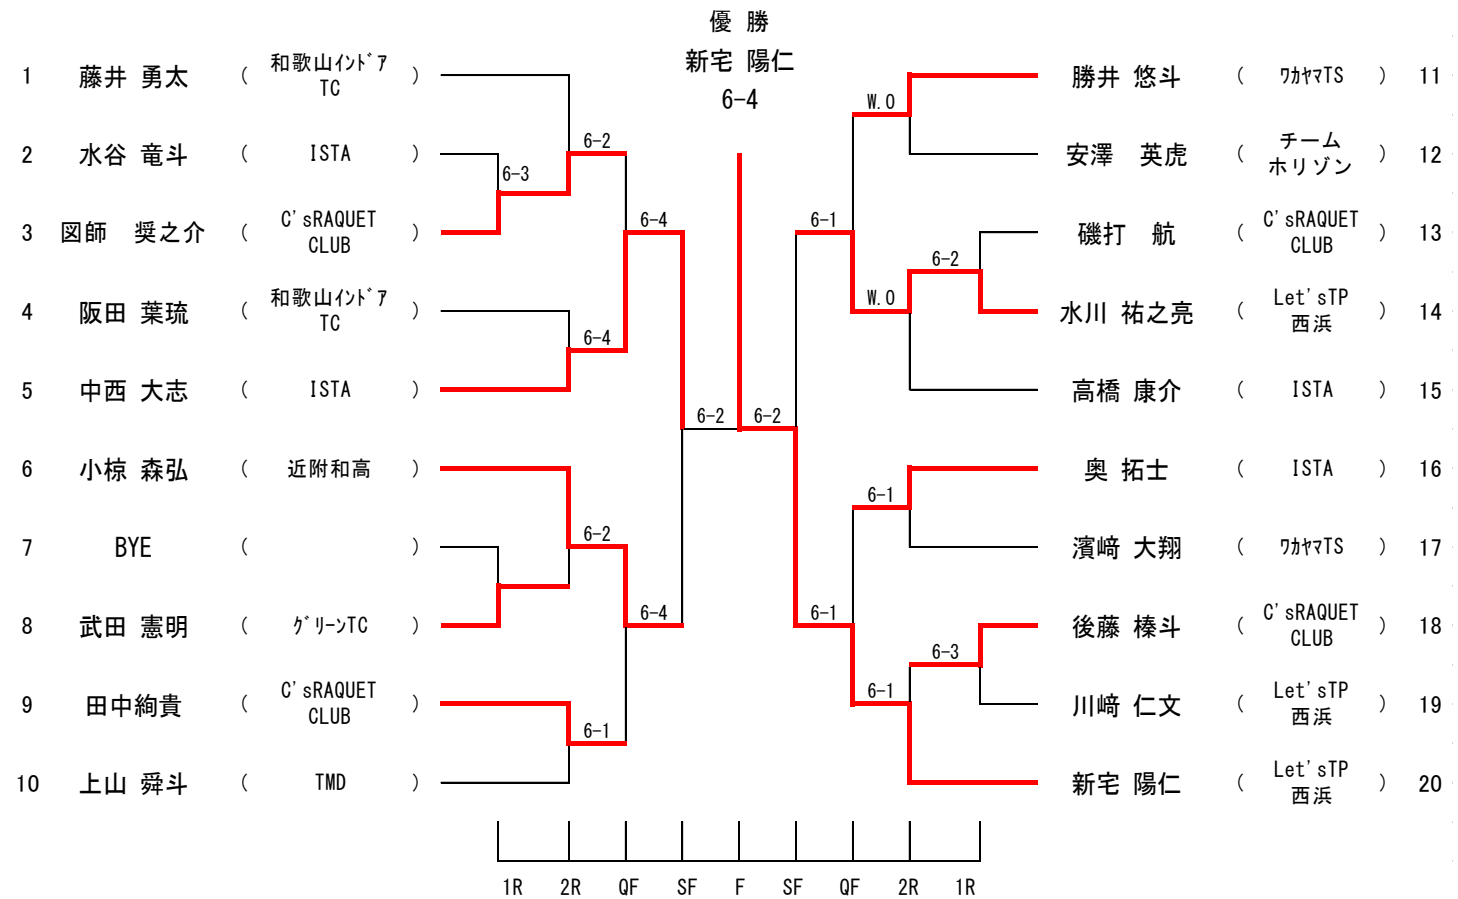 優 勝
新宅 陽仁
6-4
1 藤井 勇太 ( 和歌山ｲﾝﾄﾞｱ TC )
2 水谷 竜斗 ( ISTA )
3 図師 奨之介 ( C'sRAQUET CLUB )
4 阪田 葉琉 ( 和歌山ｲﾝﾄﾞｱ TC )
5 中西 大志 ( ISTA )
6 小椋 森弘 ( 近附和高 )
7 BYE ( )
8 武田 憲明 ( ｸﾞﾘｰﾝTC )
9 田中絢貴 ( C'sRAQUET CLUB )
10 上山 舜斗 ( TMD )
6-3
6-2
6-4
6-2
6-1
6-4
6-4
6-2
6-2
6-1
6-1
W.O
W.O
6-1
6-1
6-2
6-3
勝井 悠斗 ( ﾜｶﾔﾏTS ) 11
安澤 英虎 ( チーム ホリゾン ) 12
磯打 航 ( C'sRAQUET CLUB ) 13
水川 祐之亮 ( Let'sTP 西浜 ) 14
高橋 康介 ( ISTA ) 15
奥 拓士 ( ISTA ) 16
濱﨑 大翔 ( ﾜｶﾔﾏTS ) 17
後藤 榛斗 ( C'sRAQUET CLUB ) 18
川﨑 仁文 ( Let'sTP 西浜 ) 19
新宅 陽仁 ( Let'sTP 西浜 ) 20
1R 2R QF SF F SF QF 2R 1R